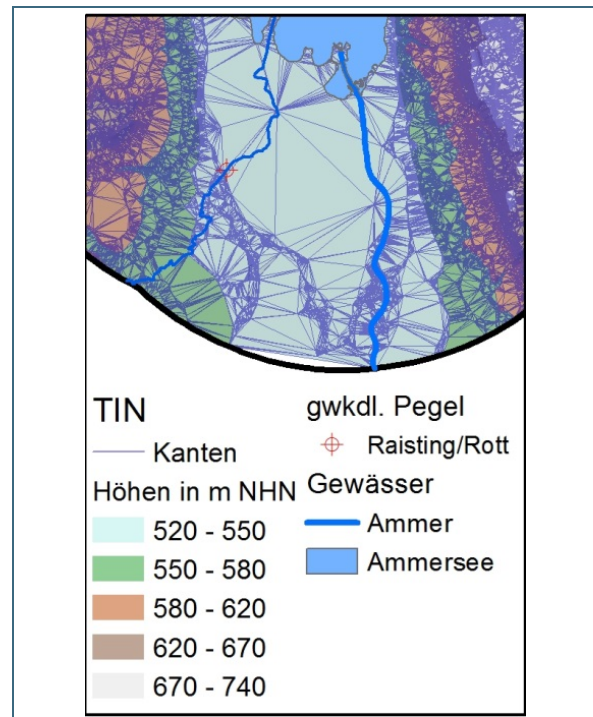 TIN
Kanten
Höhen in m NHN
520 - 550
550 - 580
580 - 620
620 - 670
670 - 740
gwkdl. Pegel
Raisting/Rott
Gewässer
Ammer
Ammersee